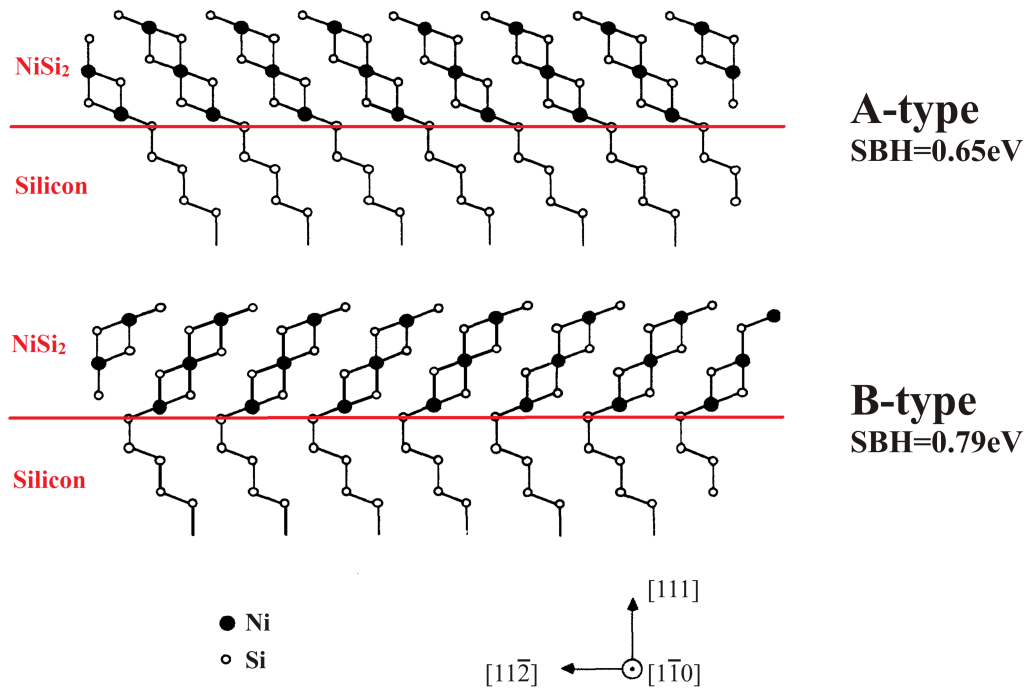 NiSi₂
Silicon
A-type
SBH=0.65eV
NiSi₂
Silicon
B-type
SBH=0.79eV
Ni
Si
[111]
[112̅]
[11̅0]